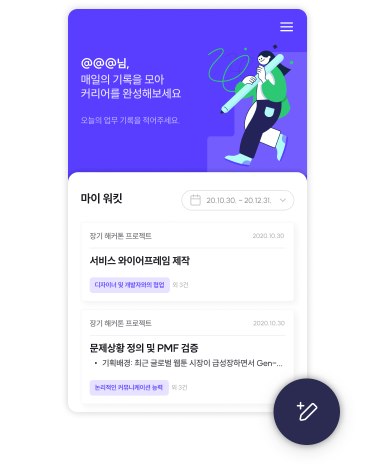 @@@님,
매일의 기록을 모아
커리어를 완성해보세요
오늘의 업무 기록을 적어주세요.
마이 워킷
20.10.30. - 20.12.31.
장기 해커톤 프로젝트
2020.10.30
서비스 와이어프레임 제작
디자이너 및 개발자와의 협업 외 3건
장기 해커톤 프로젝트
2020.10.30
문제상황 정의 및 PMF 검증
• 기획배경: 최근 글로벌 웹툰 시장이 급성장하면서 Gen-...
논리적인 커뮤니케이션 능력 외 3건